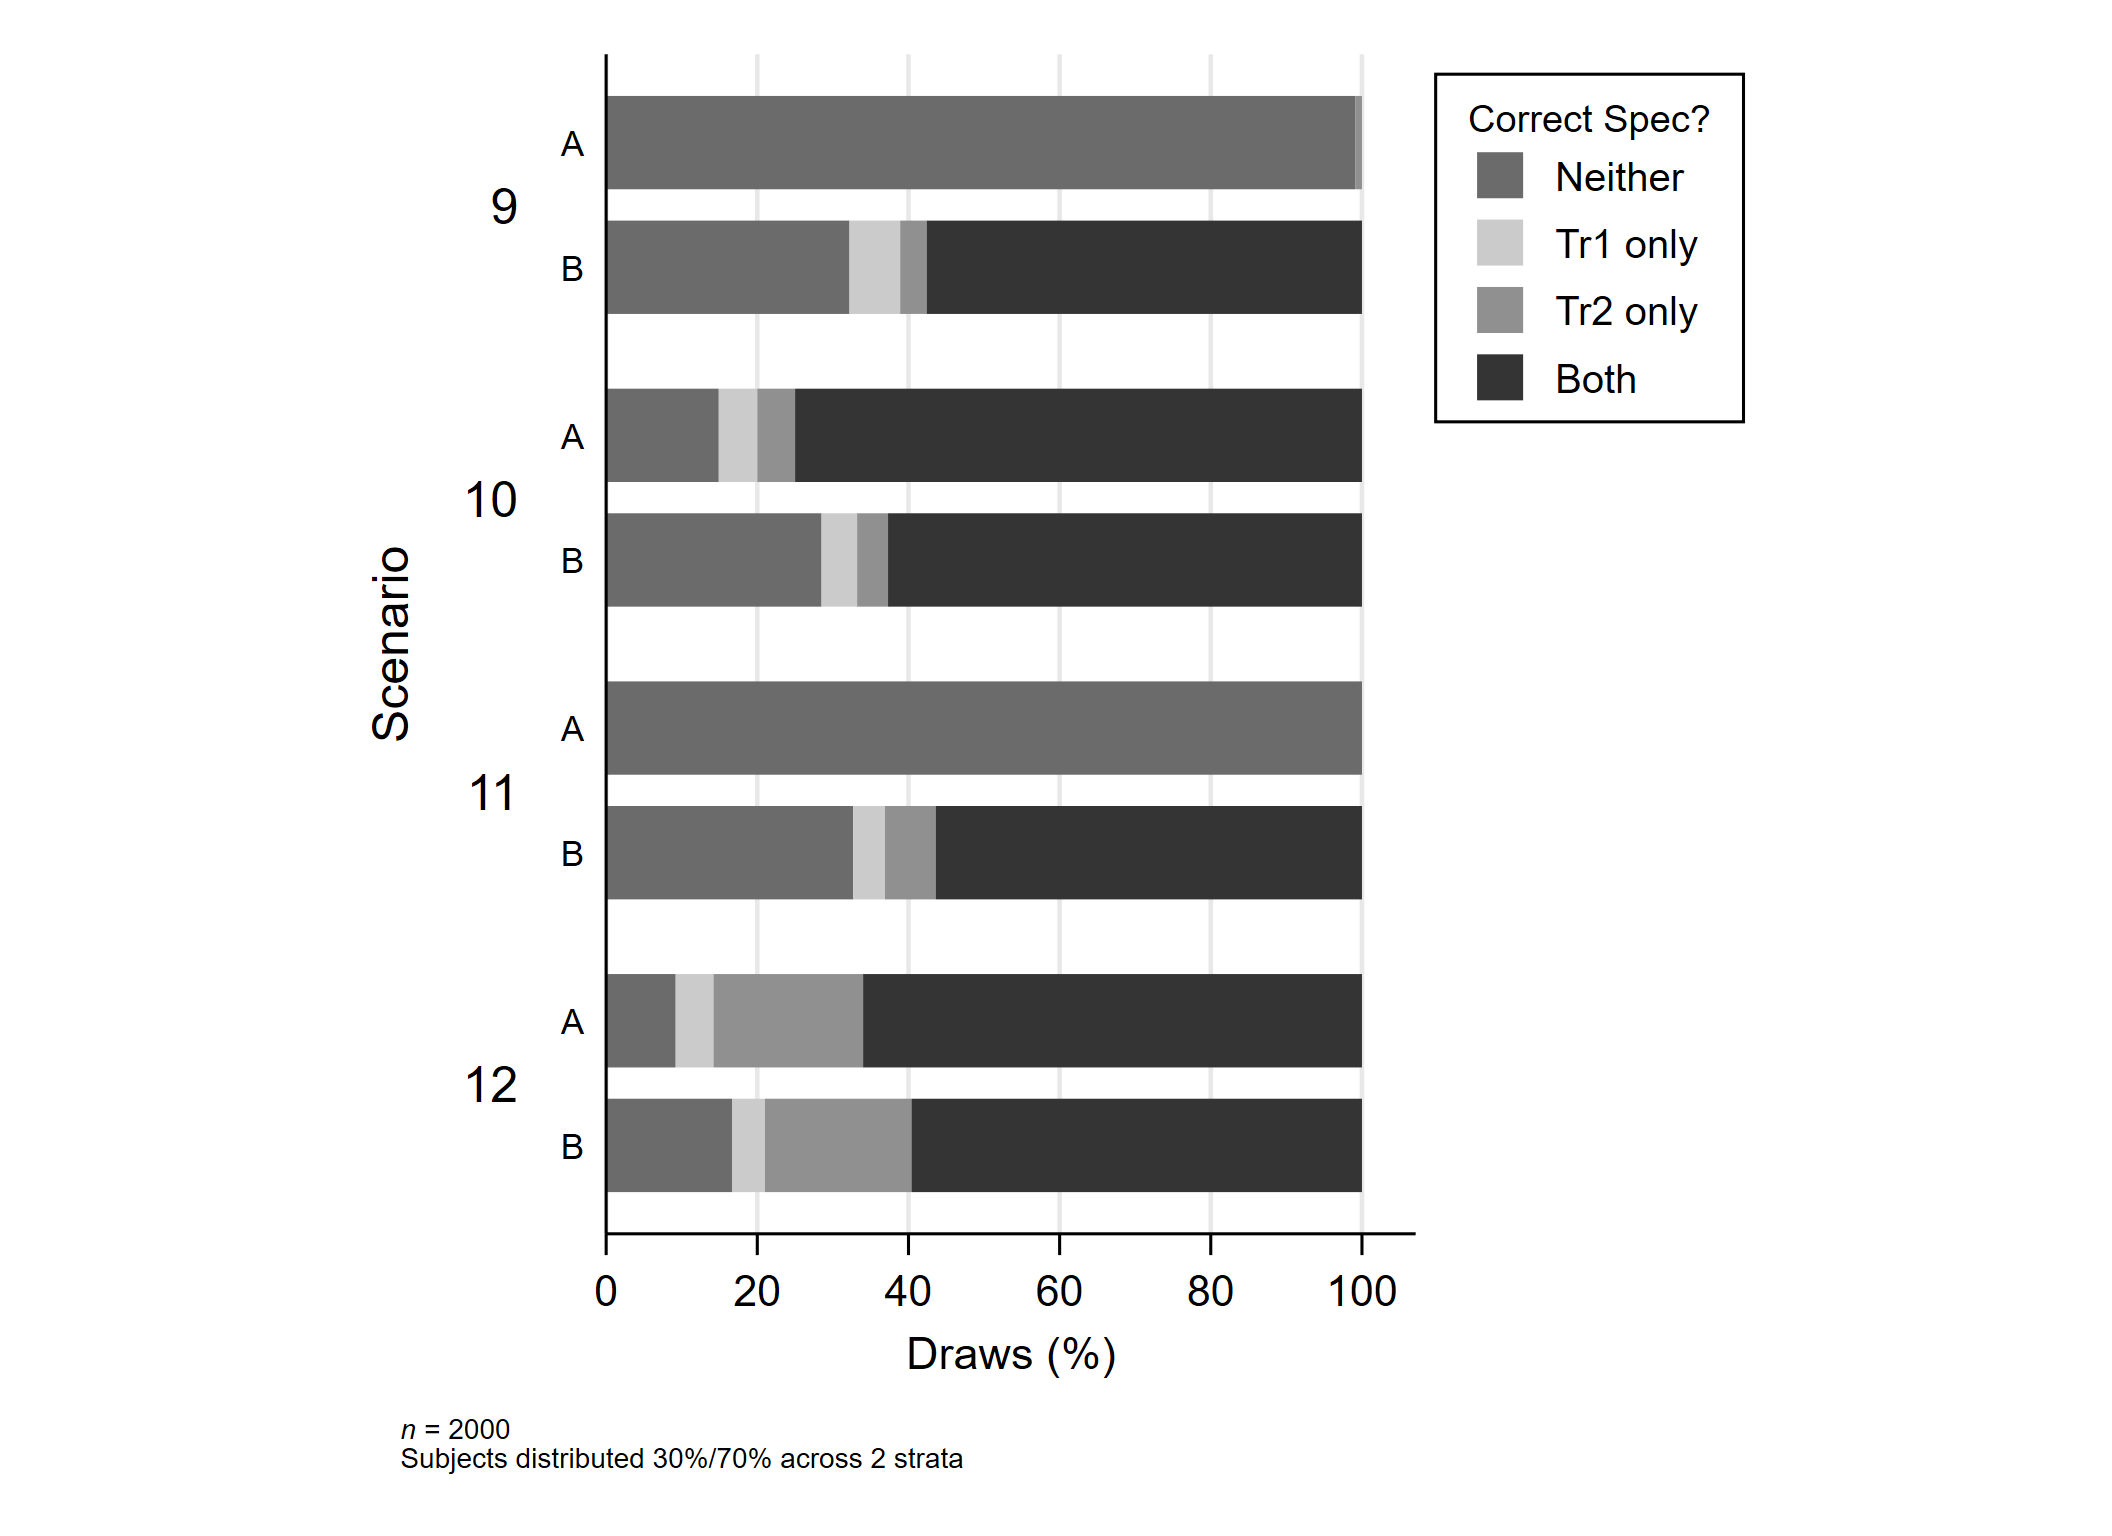 Correct Spec?
Neither
Tr1 only
Tr2 only
Both
Scenario
9
A
B
10
A
B
11
A
B
12
A
B
0 20 40 60 80 100
Draws (%)
n = 2000
Subjects distributed 30%/70% across 2 strata